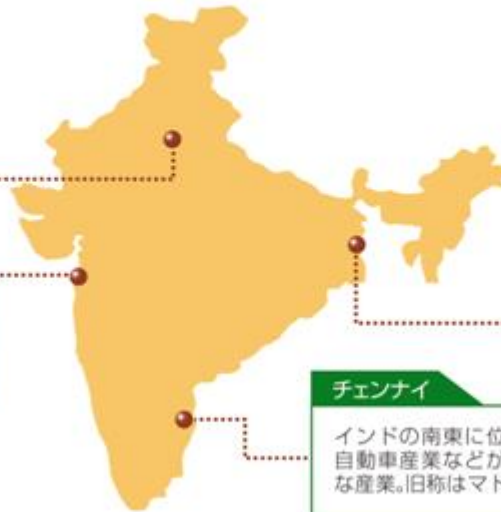 チェンナイ
インドの南東に位
自動車産業などが
な産業。旧称はマト